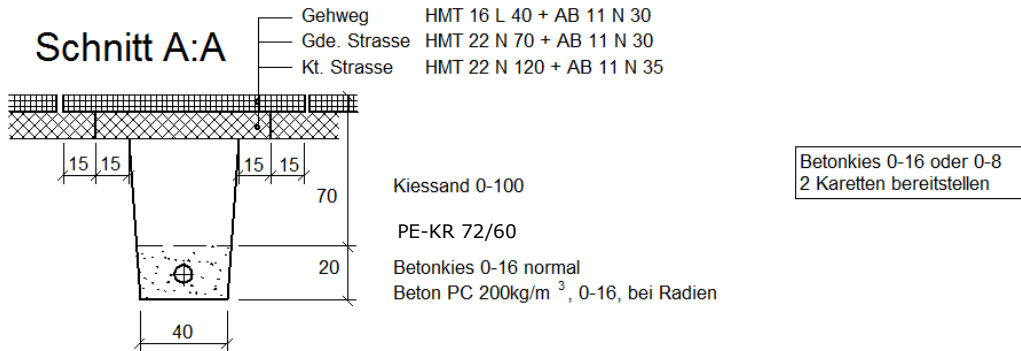 Schnitt A:A
Gehweg HMT 16 L 40 + AB 11 N 30
Gde. Strasse HMT 22 N 70 + AB 11 N 30
Kt. Strasse HMT 22 N 120 + AB 11 N 35
15 15 15 15
70
Kiessand 0-100
PE-KR 72/60
20
Betonkies 0-16 normal
Beton PC 200kg/m ³ , 0-16, bei Radien
40
Betonkies 0-16 oder 0-8
2 Karetten bereitstellen